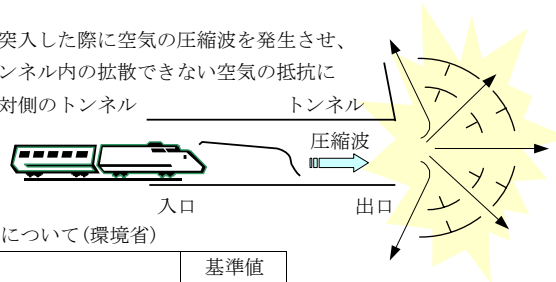 突入した際に空気の圧縮波を発生させ、
ンネル内の拡散できない空気の抵抗に
対側のトンネル
トンネル
圧縮波
入口
出口
について(環境省)
基準値